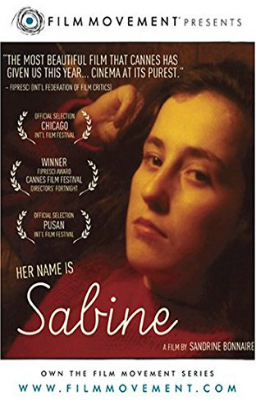 FILM MOVEMENT® PRESENTS
"THE MOST BEAUTIFUL FILM THAT CANNES HAS
GIVEN US THIS YEAR... CINEMA AT ITS PUREST."
- FIPRESCI (INT'L FEDERATION OF FILM CRITICS)
OFFICIAL SELECTION
CHICAGO
INT'L FILM FESTIVAL
WINNER
FIPRESCI AWARD
CANNES FILM FESTIVAL
DIRECTORS' FORTNIGHT
OFFICIAL SELECTION
PUSAN
INT'L FILM FESTIVAL
HER NAME IS
Sabine
A FILM BY SANDRINE BONNAIRE
OWN THE FILM MOVEMENT SERIES
WWW.FILMMOVEMENT.COM